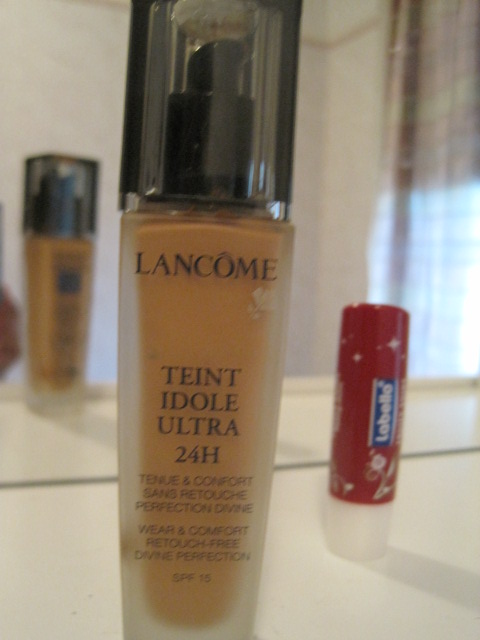 LANCÔME
TEINT
IDOLE
ULTRA
24H
TENUE & CONFORT
SANS RETOUCHE
PERFECTION DIVINE
WEAR & COMFORT
RETOUCH-FREE
DIVINE PERFECTION
SPF 15
Labello